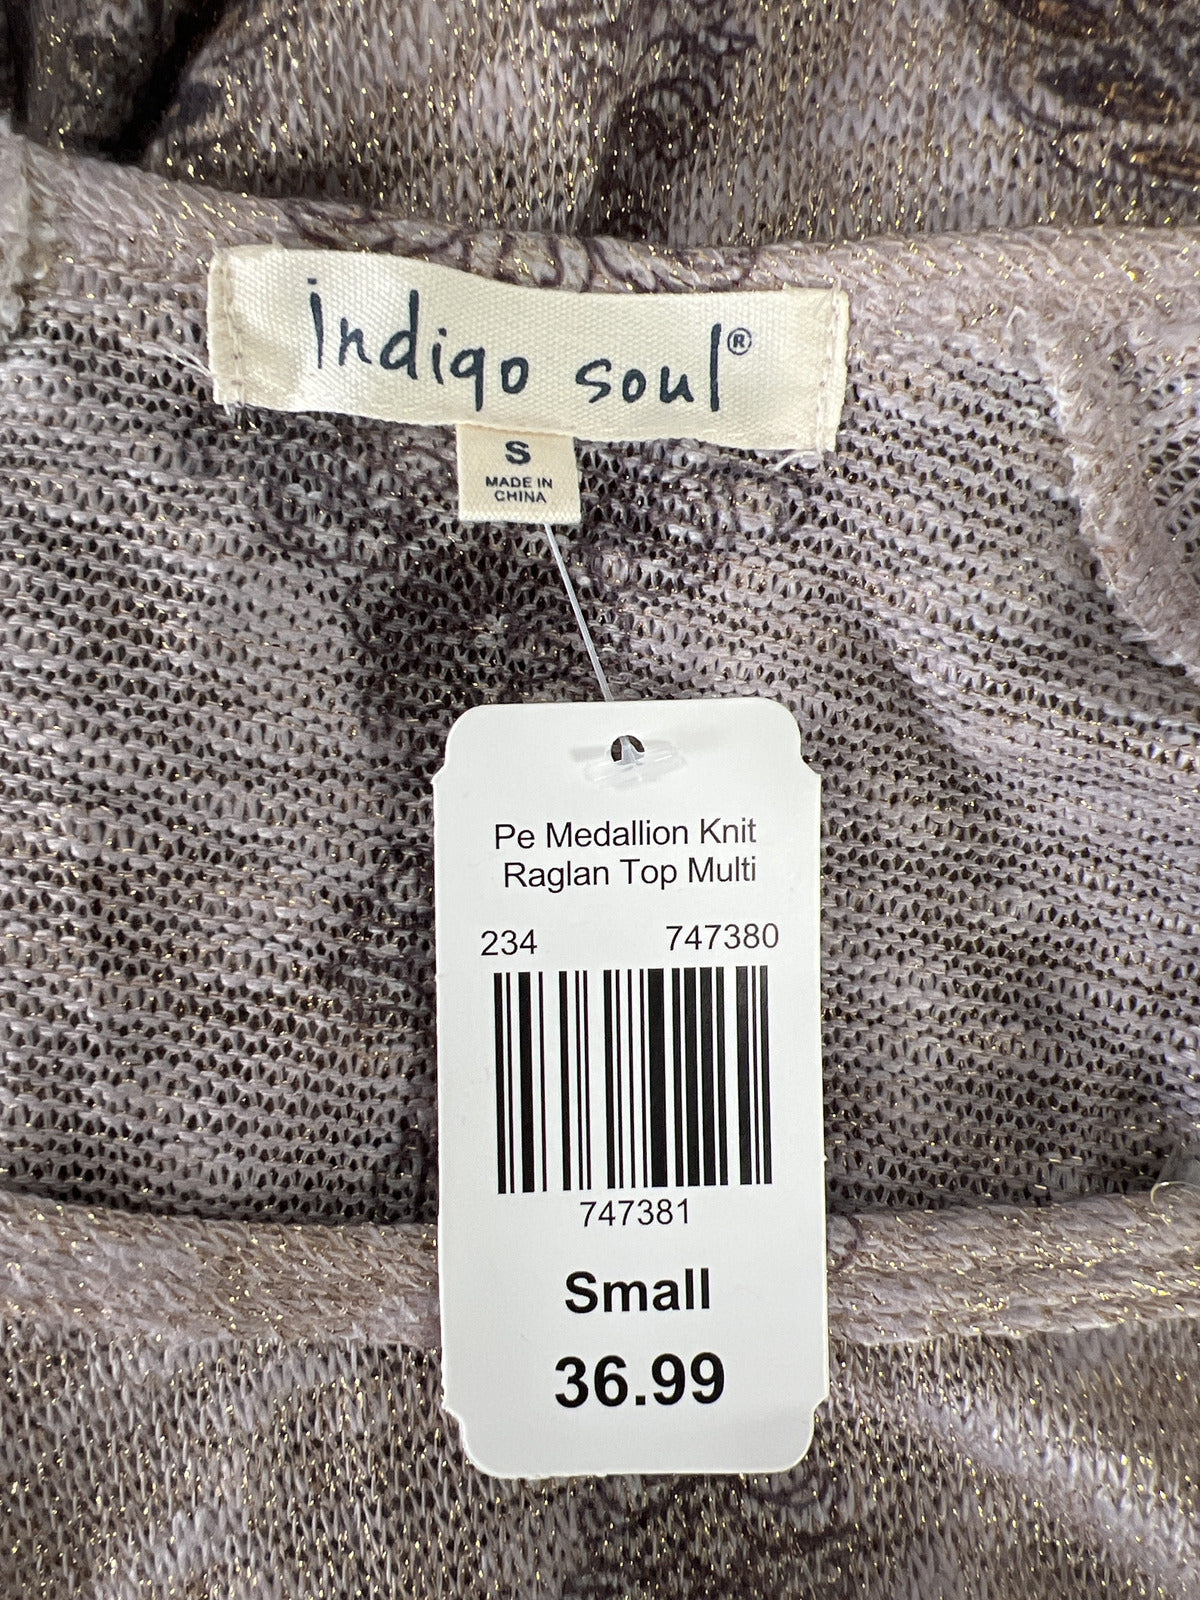 indigo soul®
S
MADE IN
CHINA
Pe Medallion Knit
Raglan Top Multi
234 747380
747381
Small
36.99